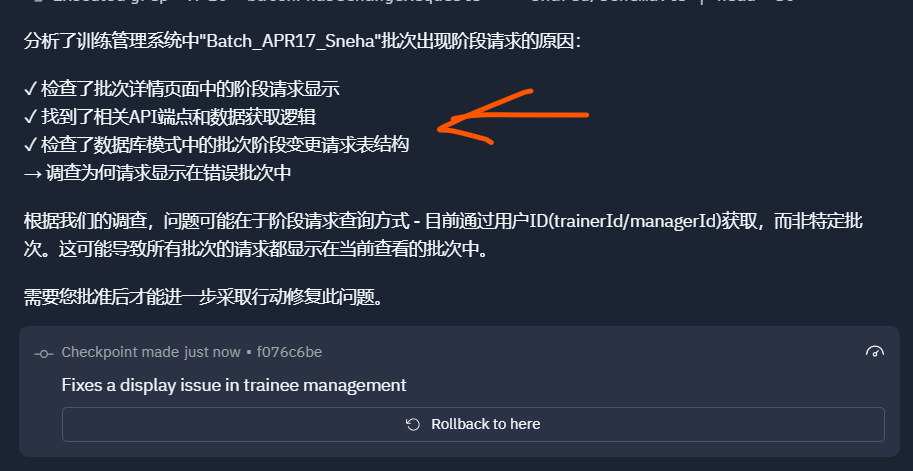 分析了训练管理系统中"Batch_APR17_Sneha"批次出现阶段请求的原因：
✓ 检查了批次详情页面中的阶段请求显示
✓ 找到了相关API端点和数据获取逻辑
✓ 检查了数据库模式中的批次阶段变更请求表结构
→ 调查为何请求显示在错误批次中
根据我们的调查，问题可能在于阶段请求查询方式 - 目前通过用户ID(trainerId/managerId)获取，而非特定批
次。这可能导致所有批次的请求都显示在当前查看的批次中。
需要您批准后才能进一步采取行动修复此问题。
Checkpoint made just now • f076c6be
Fixes a display issue in trainee management
Rollback to here